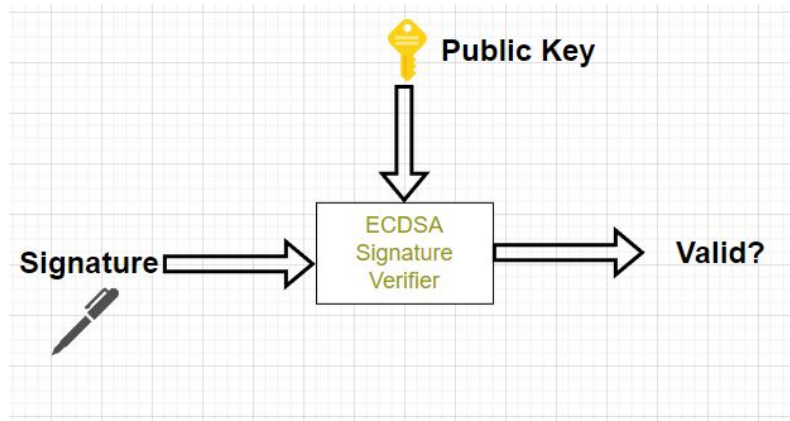 Public Key
ECDSA
Signature
Verifier
Signature
Valid?